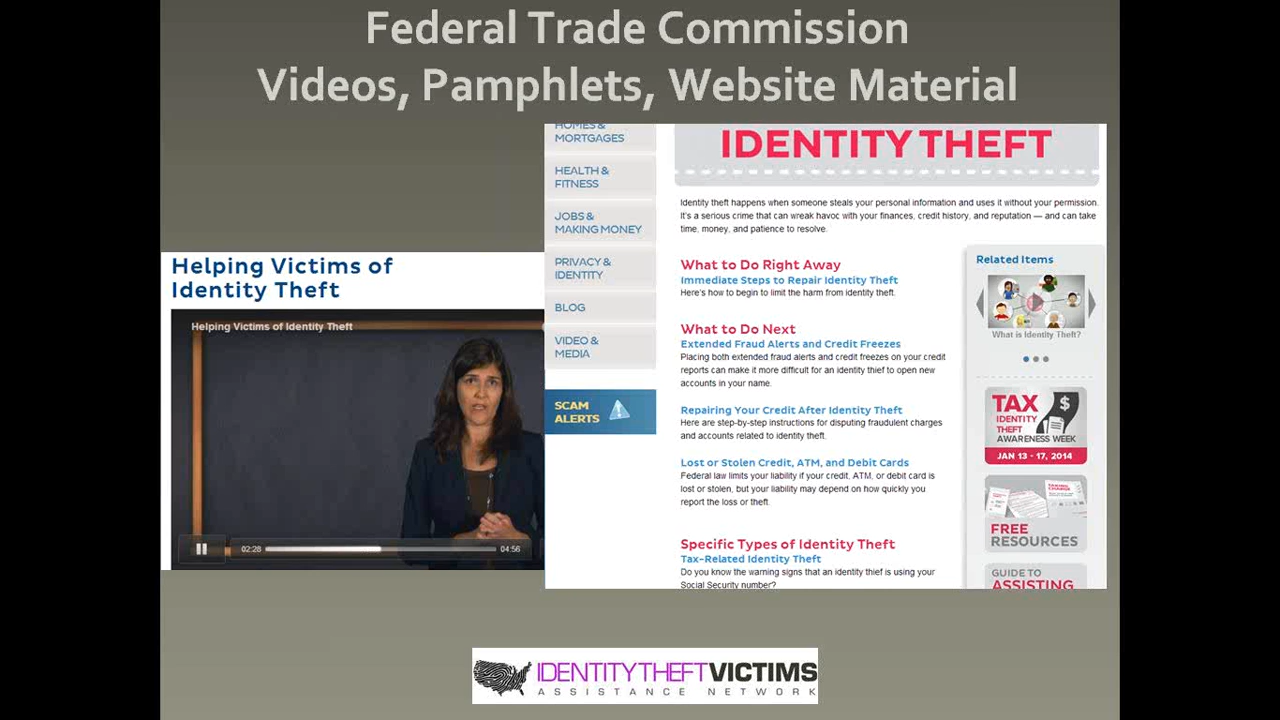 Federal Trade Commission
Videos, Pamphlets, Website Material
Helping Victims of
Identity Theft
Helping Victims of Identity Theft
02:28
04:56
HOMES &
MORTGAGES
HEALTH &
FITNESS
JOBS &
MAKING MONEY
PRIVACY &
IDENTITY
BLOG
VIDEO &
MEDIA
SCAM
ALERTS
IDENTITY THEFT
Identity theft happens when someone steals your personal information and uses it without your permission.
It's a serious crime that can wreak havoc with your finances, credit history, and reputation — and can take
time, money, and patience to resolve.
What to Do Right Away
Immediate Steps to Repair Identity Theft
Here's how to begin to limit the harm from identity theft.
What to Do Next
Extended Fraud Alerts and Credit Freezes
Placing both extended fraud alerts and credit freezes on your credit
reports can make it more difficult for an identity thief to open new
accounts in your name.
Repairing Your Credit After Identity Theft
Here are step-by-step instructions for disputing fraudulent charges
and accounts related to identity theft.
Lost or Stolen Credit, ATM, and Debit Cards
Federal law limits your liability if your credit, ATM, or debit card is
lost or stolen, but your liability may depend on how quickly you
report the loss or theft.
Specific Types of Identity Theft
Tax-Related Identity Theft
Do you know the warning signs that an identity thief is using your
Social Security number?
Related Items
What is Identity Theft?
TAX
IDENTITY
THEFT
AWARENESS WEEK
JAN 13 - 17, 2014
FREE
RESOURCES
GUIDE TO
ASSISTING
IDENTITYTHEFTVICTIMS
ASSISTANCE NETWORK